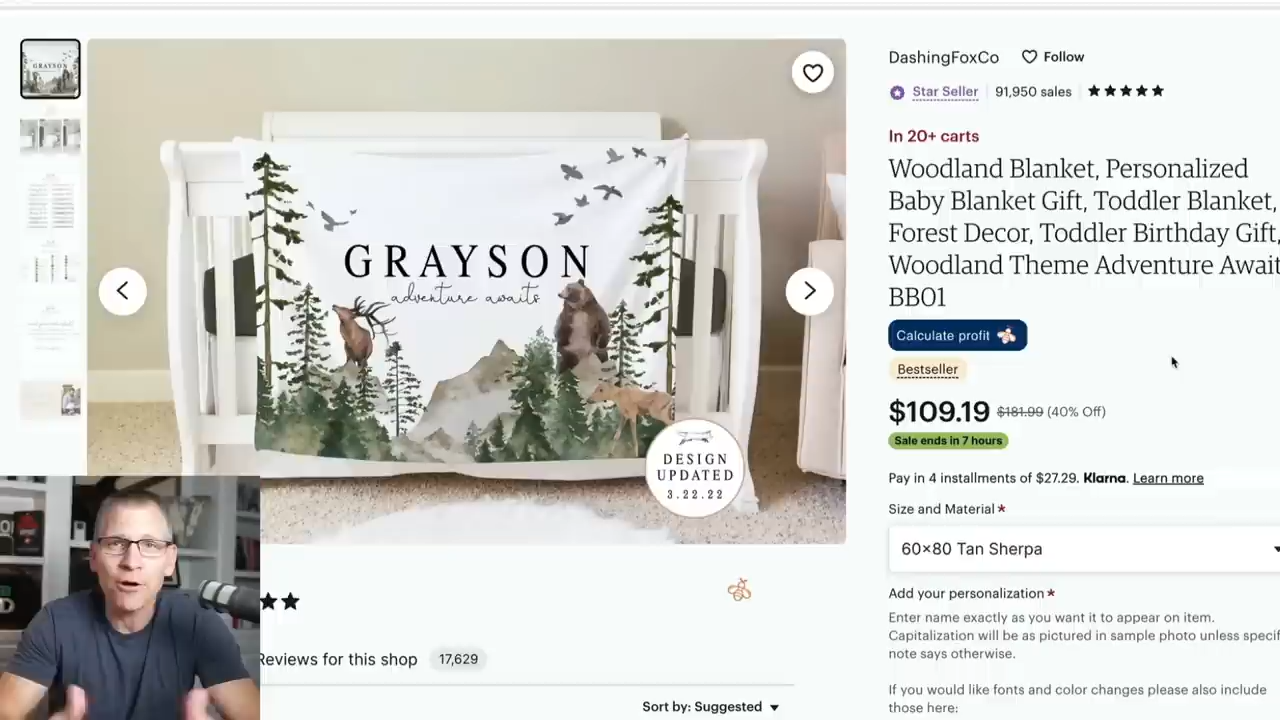 DashingFoxCo
Follow
Star Seller
91,950 sales
In 20+ carts
Woodland Blanket, Personalized
Baby Blanket Gift, Toddler Blanket,
Forest Decor, Toddler Birthday Gift,
Woodland Theme Adventure Await
BB01
Calculate profit
Bestseller
$109.19 $181.99 (40% Off)
Sale ends in 7 hours
Pay in 4 installments of $27.29. Klarna. Learn more
Size and Material *
60×80 Tan Sherpa
Add your personalization *
Enter name exactly as you want it to appear on item.
Capitalization will be as pictured in sample photo unless specif
note says otherwise.
If you would like fonts and color changes please also include
those here:
GRAYSON
GRAYSON
adventure awaits
DESIGN
UPDATED
3.22.22
Reviews for this shop 17,629
Sort by: Suggested